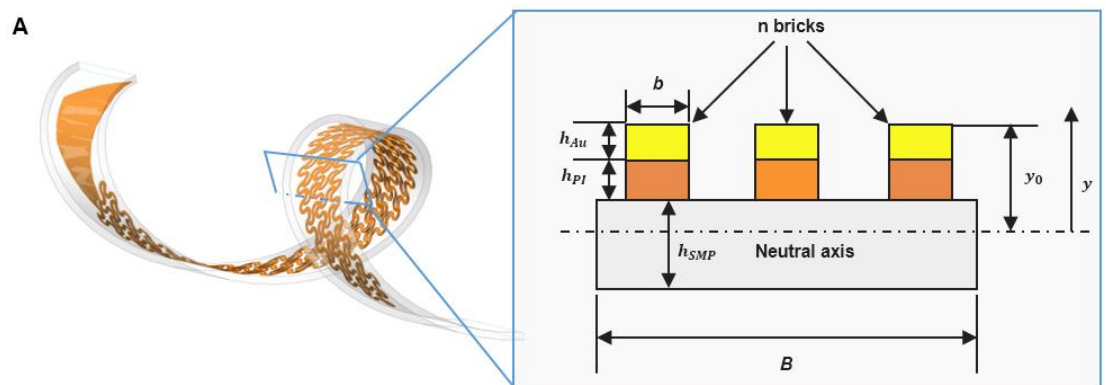 A
n bricks
b
h_Au
h_PI
y_0
y
h_SMP
Neutral axis
B